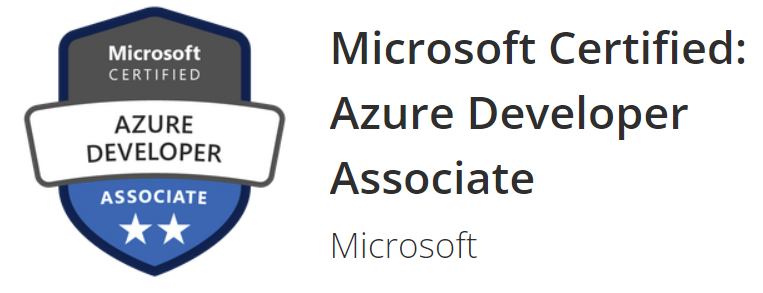 Microsoft
CERTIFIED
AZURE
DEVELOPER
ASSOCIATE
Microsoft Certified:
Azure Developer
Associate
Microsoft